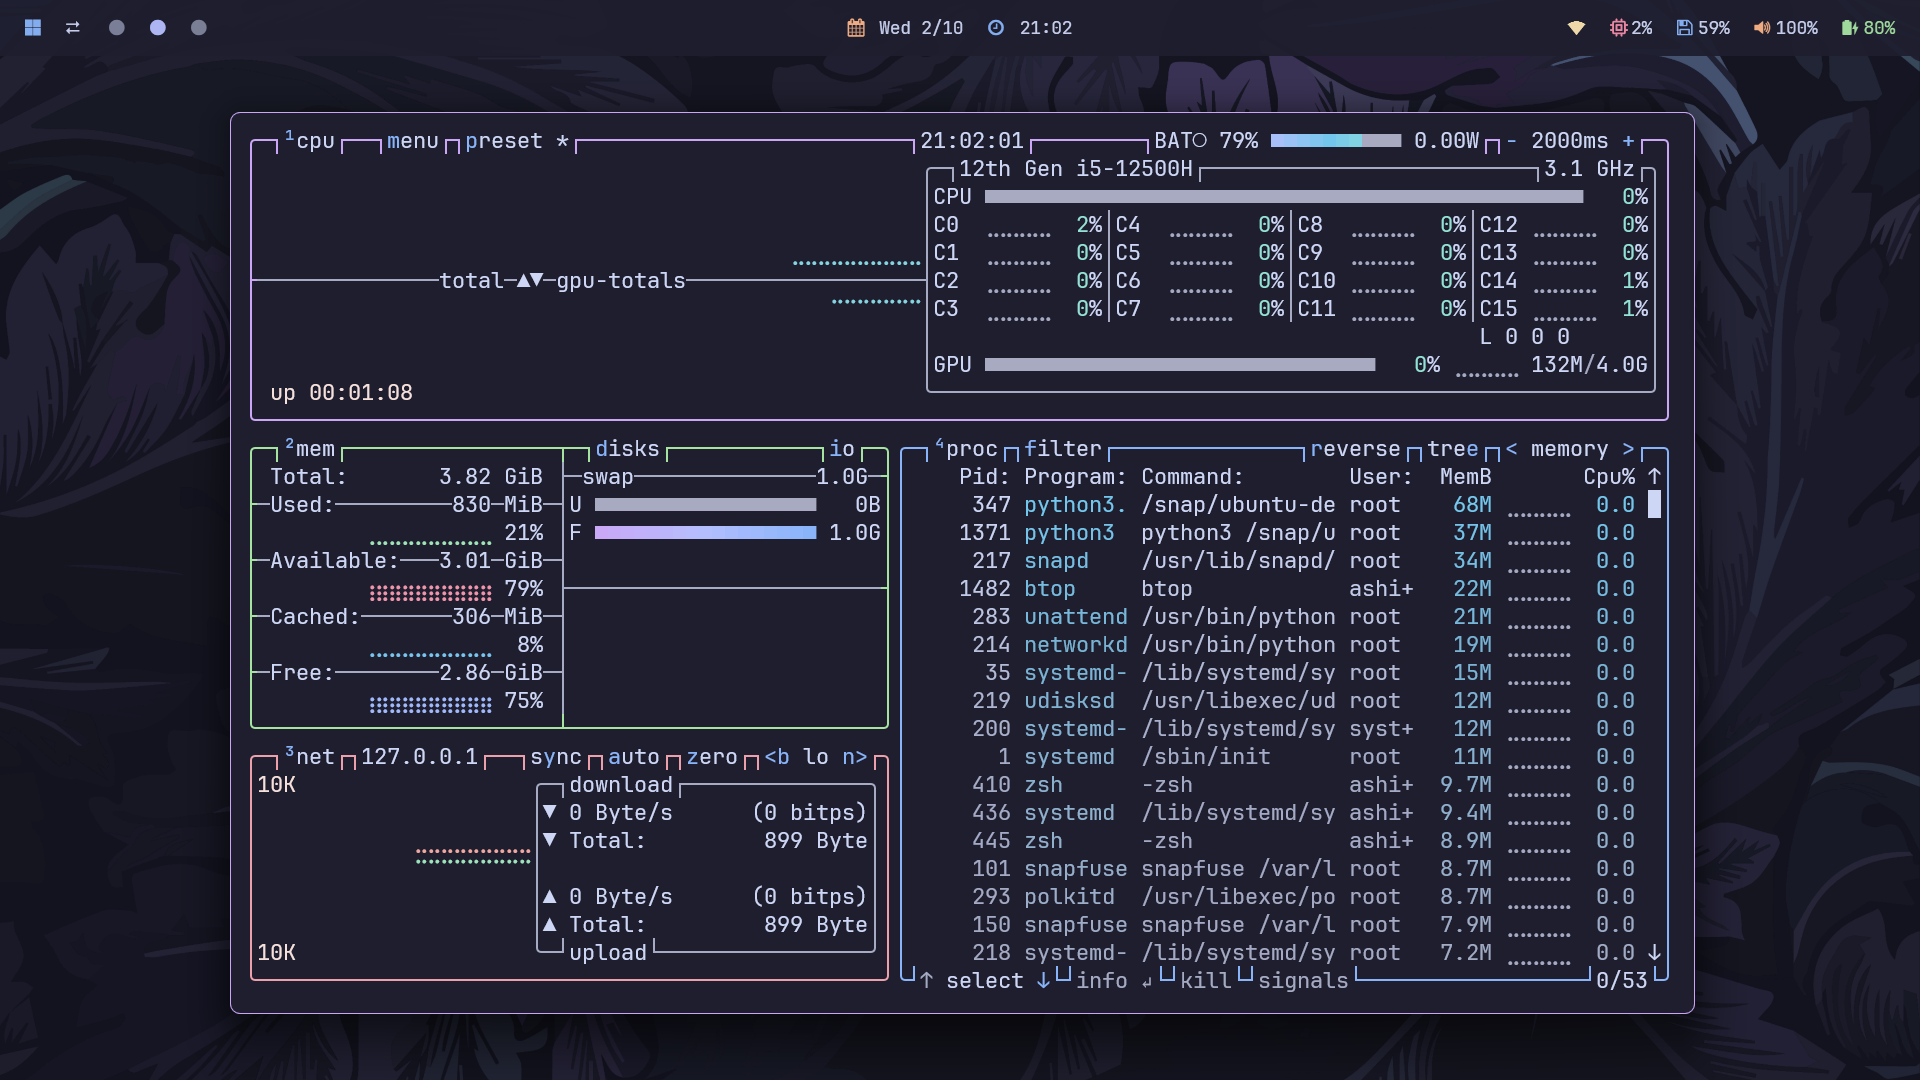 Wed 2/10 21:02 2% 59% 100% 80%
1cpu menu preset * 21:02:01 BAT 79% 0.00W - 2000ms +
12th Gen i5-12500H 3.1 GHz
CPU 0%
C0 2% C4 0% C8 0% C12 0%
C1 0% C5 0% C9 0% C13 0%
total ▲▼ gpu-totals
C2 0% C6 0% C10 0% C14 1%
C3 0% C7 0% C11 0% C15 1%
L 0 0 0
GPU 0% 132M/4.0G
up 00:01:08
2mem disks io
Total: 3.82 GiB swap 1.0G
Used: 830 MiB U 0B
21% F 1.0G
Available: 3.01 GiB
79%
Cached: 306 MiB
8%
Free: 2.86 GiB
75%
3net 127.0.0.1 sync auto zero <b lo n>
10K download
▼ 0 Byte/s (0 bitps)
▼ Total: 899 Byte
▲ 0 Byte/s (0 bitps)
▲ Total: 899 Byte
10K upload
4proc filter reverse tree < memory >
Pid: Program: Command: User: MemB Cpu% ↑
347 python3. /snap/ubuntu-de root 68M 0.0
1371 python3 python3 /snap/u root 37M 0.0
217 snapd /usr/lib/snapd/ root 34M 0.0
1482 btop btop ashi+ 22M 0.0
283 unattend /usr/bin/python root 21M 0.0
214 networkd /usr/bin/python root 19M 0.0
35 systemd- /lib/systemd/sy root 15M 0.0
219 udisksd /usr/libexec/ud root 12M 0.0
200 systemd- /lib/systemd/sy syst+ 12M 0.0
1 systemd /sbin/init root 11M 0.0
410 zsh -zsh ashi+ 9.7M 0.0
436 systemd /lib/systemd/sy ashi+ 9.4M 0.0
445 zsh -zsh ashi+ 8.9M 0.0
101 snapfuse snapfuse /var/l root 8.7M 0.0
293 polkitd /usr/libexec/po root 8.7M 0.0
150 snapfuse snapfuse /var/l root 7.9M 0.0
218 systemd- /lib/systemd/sy root 7.2M 0.0 ↓
↑ select ↓ info ↲ kill signals 0/53